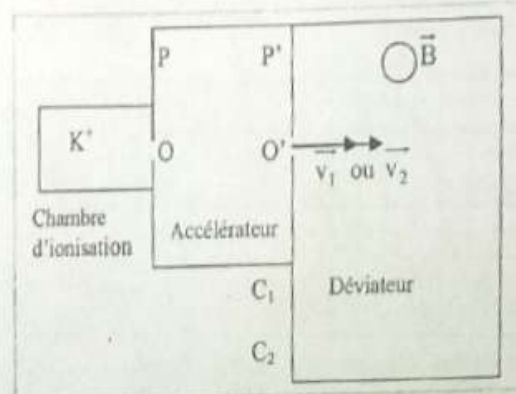 P P' B
K⁺ O O' v₁ ou v₂
Chambre
d'ionisation
Accélérateur
C₁ Déviateur
C₂